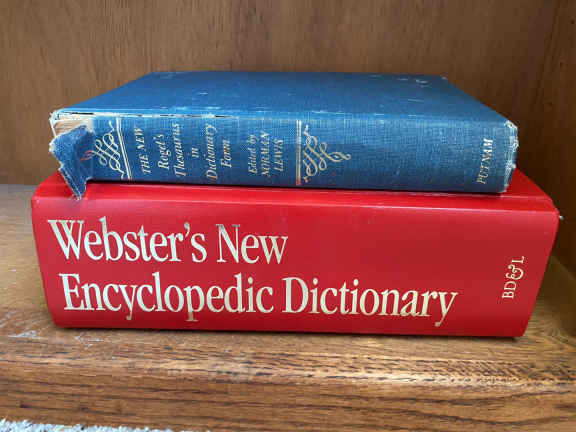 THE NEW
Roget's
Thesaurus
in
Dictionary
Form
Edited by
NORMAN
LEWIS
PUTNAM
Webster's New
Encyclopedic Dictionary
BD&L